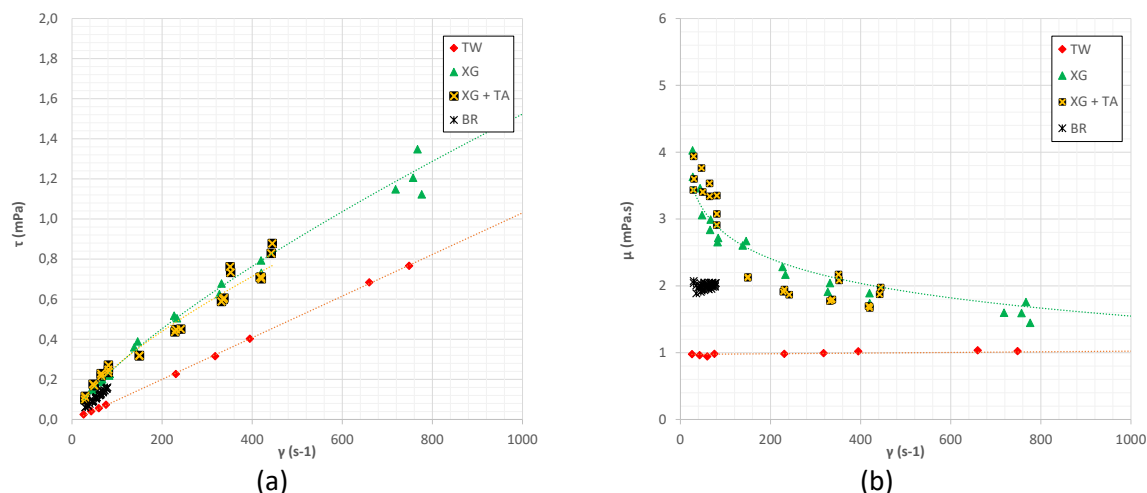 2,0
1,8
1,6
1,4
1,2
1,0
0,8
0,6
0,4
0,2
0,0
τ (mPa)
0 200 400 600 800 1000
γ (s-1)
TW
XG
XG + TA
BR
(a)
6
5
4
3
2
1
0
μ (mPa.s)
0 200 400 600 800 1000
γ (s-1)
TW
XG
XG + TA
BR
(b)